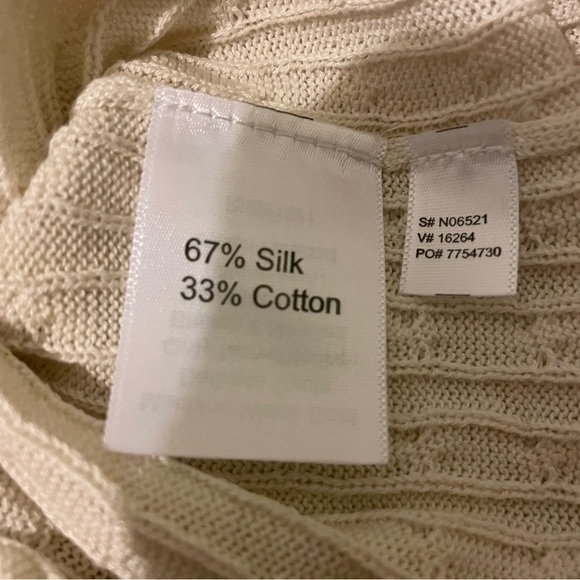 67% Silk
33% Cotton
S# N06521
V# 16264
PO# 7754730